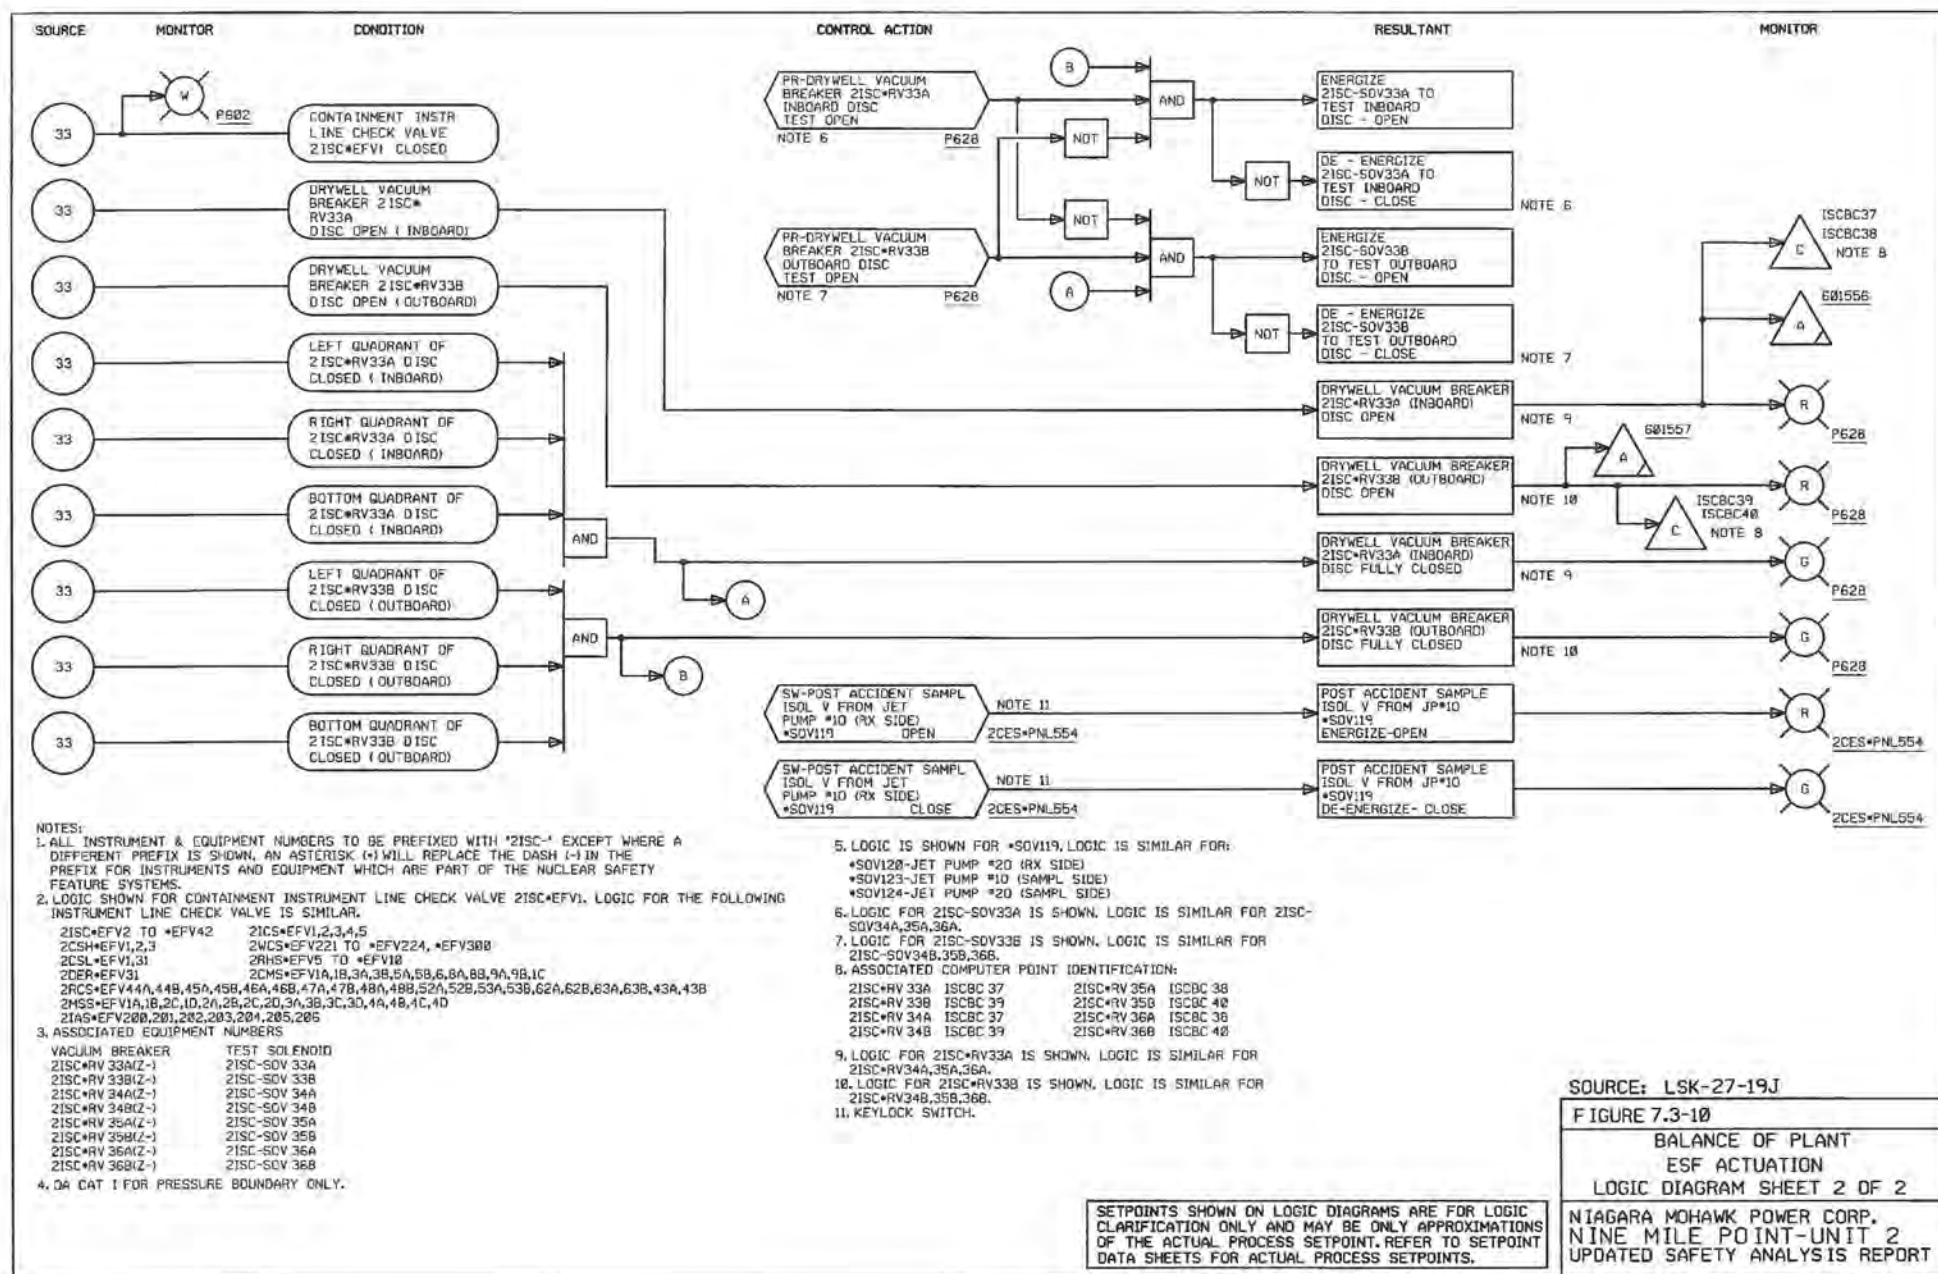 SOURCE MONITOR CONDITION CONTROL ACTION RESULTANT MONITOR
33
W
P602
CONTAINMENT INSTR
LINE CHECK VALVE
2ISC*EFV1 CLOSED
33
DRYWELL VACUUM
BREAKER 2ISC*
RV33A
DISC OPEN (INBOARD)
33
DRYWELL VACUUM
BREAKER 2ISC*RV33B
DISC OPEN (OUTBOARD)
33
LEFT QUADRANT OF
2ISC*RV33A DISC
CLOSED (INBOARD)
33
RIGHT QUADRANT OF
2ISC*RV33A DISC
CLOSED (INBOARD)
33
BOTTOM QUADRANT OF
2ISC*RV33A DISC
CLOSED (INBOARD)
AND
A
33
LEFT QUADRANT OF
2ISC*RV33B DISC
CLOSED (OUTBOARD)
AND
B
33
RIGHT QUADRANT OF
2ISC*RV33B DISC
CLOSED (OUTBOARD)
33
BOTTOM QUADRANT OF
2ISC*RV33B DISC
CLOSED (OUTBOARD)
PR-DRYWELL VACUUM
BREAKER 2ISC*RV33A
INBOARD DISC
TEST OPEN
NOTE 6 P628
B
AND
NOT
NOT
PR-DRYWELL VACUUM
BREAKER 2ISC*RV33B
OUTBOARD DISC
TEST OPEN
NOTE 7 P628
A
AND
NOT
NOT
ENERGIZE
2ISC-SOV33A TO
TEST INBOARD
DISC - OPEN
DE - ENERGIZE
2ISC-SOV33A TO
TEST INBOARD
DISC - CLOSE
NOTE 6
ENERGIZE
2ISC-SOV33B
TO TEST OUTBOARD
DISC - OPEN
DE - ENERGIZE
2ISC-SOV33B
TO TEST OUTBOARD
DISC - CLOSE
NOTE 7
DRYWELL VACUUM BREAKER
2ISC*RV33A (INBOARD)
DISC OPEN
NOTE 9
C
ISCBC37
ISCBC38
NOTE 8
A
601556
R
P628
DRYWELL VACUUM BREAKER
2ISC*RV33B (OUTBOARD)
DISC OPEN
NOTE 10
A
601557
C
ISCBC39
ISCBC40
NOTE 8
R
P628
DRYWELL VACUUM BREAKER
2ISC*RV33A (INBOARD)
DISC FULLY CLOSED
NOTE 9
G
P628
DRYWELL VACUUM BREAKER
2ISC*RV33B (OUTBOARD)
DISC FULLY CLOSED
NOTE 10
G
P628
SW-POST ACCIDENT SAMPL
ISOL V FROM JET
PUMP #10 (RX SIDE)
*SOV119 OPEN
NOTE 11
2CES*PNL554
POST ACCIDENT SAMPLE
ISOL V FROM JP#10
*SOV119
ENERGIZE-OPEN
R
2CES*PNL554
SW-POST ACCIDENT SAMPL
ISOL V FROM JET
PUMP #10 (RX SIDE)
*SOV119 CLOSE
NOTE 11
2CES*PNL554
POST ACCIDENT SAMPLE
ISOL V FROM JP#10
*SOV119
DE-ENERGIZE- CLOSE
G
2CES*PNL554
NOTES:
1. ALL INSTRUMENT & EQUIPMENT NUMBERS TO BE PREFIXED WITH "2ISC-" EXCEPT WHERE A
DIFFERENT PREFIX IS SHOWN. AN ASTERISK (*) WILL REPLACE THE DASH (-) IN THE
PREFIX FOR INSTRUMENTS AND EQUIPMENT WHICH ARE PART OF THE NUCLEAR SAFETY
FEATURE SYSTEMS.
2. LOGIC SHOWN FOR CONTAINMENT INSTRUMENT LINE CHECK VALVE 2ISC*EFV1. LOGIC FOR THE FOLLOWING
INSTRUMENT LINE CHECK VALVE IS SIMILAR.
2ISC*EFV2 TO *EFV42 2ICS*EFV1,2,3,4,5
2CSH*EFV1,2,3 2WCS*EFV221 TO *EFV224, *EFV300
2CSL*EFV1,31 2RHS*EFV5 TO *EFV10
2DER*EFV31 2CMS*EFV1A,1B,3A,3B,5A,5B,6,8A,8B,9A,9B,1C
2RCS*EFV44A,44B,45A,45B,46A,46B,47A,47B,48A,48B,52A,52B,53A,53B,62A,62B,63A,63B,43A,43B
2MSS*EFV1A,1B,2C,1D,2A,2B,2C,2D,3A,3B,3C,3D,4A,4B,4C,4D
2IAS*EFV200,201,202,203,204,205,206
3. ASSOCIATED EQUIPMENT NUMBERS
VACUUM BREAKER TEST SOLENOID
2ISC*RV 33A(Z-) 2ISC-SOV 33A
2ISC*RV 33B(Z-) 2ISC-SOV 33B
2ISC*RV 34A(Z-) 2ISC-SOV 34A
2ISC*RV 34B(Z-) 2ISC-SOV 34B
2ISC*RV 35A(Z-) 2ISC-SOV 35A
2ISC*RV 35B(Z-) 2ISC-SOV 35B
2ISC*RV 36A(Z-) 2ISC-SOV 36A
2ISC*RV 36B(Z-) 2ISC-SOV 36B
4. QA CAT I FOR PRESSURE BOUNDARY ONLY.
5. LOGIC IS SHOWN FOR *SOV119. LOGIC IS SIMILAR FOR:
*SOV120-JET PUMP #20 (RX SIDE)
*SOV123-JET PUMP #10 (SAMPL SIDE)
*SOV124-JET PUMP #20 (SAMPL SIDE)
6. LOGIC FOR 2ISC-SOV33A IS SHOWN. LOGIC IS SIMILAR FOR 2ISC-
SOV34A,35A,36A.
7. LOGIC FOR 2ISC-SOV33B IS SHOWN. LOGIC IS SIMILAR FOR
2ISC-SOV34B,35B,36B.
8. ASSOCIATED COMPUTER POINT IDENTIFICATION:
2ISC*RV 33A ISCBC 37 2ISC*RV 35A ISCBC 38
2ISC*RV 33B ISCBC 39 2ISC*RV 35B ISCBC 40
2ISC*RV 34A ISCBC 37 2ISC*RV 36A ISCBC 38
2ISC*RV 34B ISCBC 39 2ISC*RV 36B ISCBC 40
9. LOGIC FOR 2ISC*RV33A IS SHOWN. LOGIC IS SIMILAR FOR
2ISC*RV34A,35A,36A.
10. LOGIC FOR 2ISC*RV33B IS SHOWN. LOGIC IS SIMILAR FOR
2ISC*RV34B,35B,36B.
11. KEYLOCK SWITCH.
SETPOINTS SHOWN ON LOGIC DIAGRAMS ARE FOR LOGIC
CLARIFICATION ONLY AND MAY BE ONLY APPROXIMATIONS
OF THE ACTUAL PROCESS SETPOINT. REFER TO SETPOINT
DATA SHEETS FOR ACTUAL PROCESS SETPOINTS.
SOURCE: LSK-27-19J
FIGURE 7.3-10
BALANCE OF PLANT
ESF ACTUATION
LOGIC DIAGRAM SHEET 2 OF 2
NIAGARA MOHAWK POWER CORP.
NINE MILE POINT-UNIT 2
UPDATED SAFETY ANALYSIS REPORT